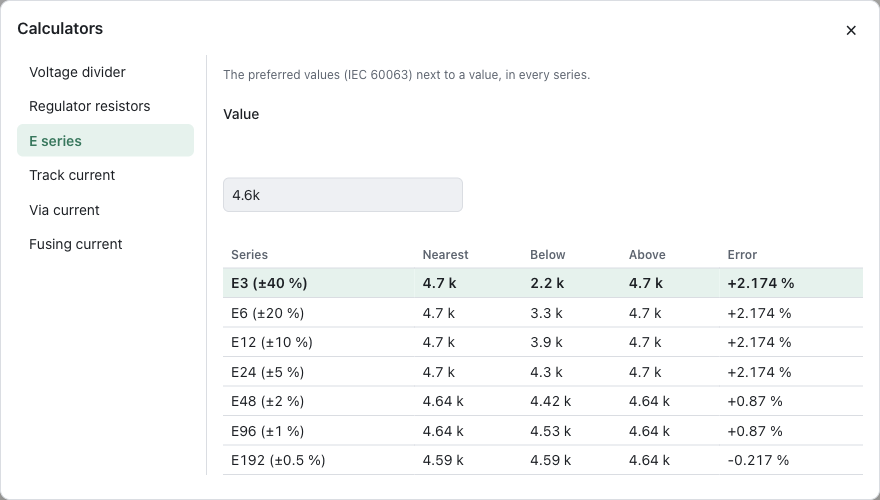 Calculators
×
Voltage divider
Regulator resistors
E series
Track current
Via current
Fusing current
The preferred values (IEC 60063) next to a value, in every series.
Value
4.6k
Series Nearest Below Above Error
E3 (±40 %) 4.7 k 2.2 k 4.7 k +2.174 %
E6 (±20 %) 4.7 k 3.3 k 4.7 k +2.174 %
E12 (±10 %) 4.7 k 3.9 k 4.7 k +2.174 %
E24 (±5 %) 4.7 k 4.3 k 4.7 k +2.174 %
E48 (±2 %) 4.64 k 4.42 k 4.64 k +0.87 %
E96 (±1 %) 4.64 k 4.53 k 4.64 k +0.87 %
E192 (±0.5 %) 4.59 k 4.59 k 4.64 k -0.217 %